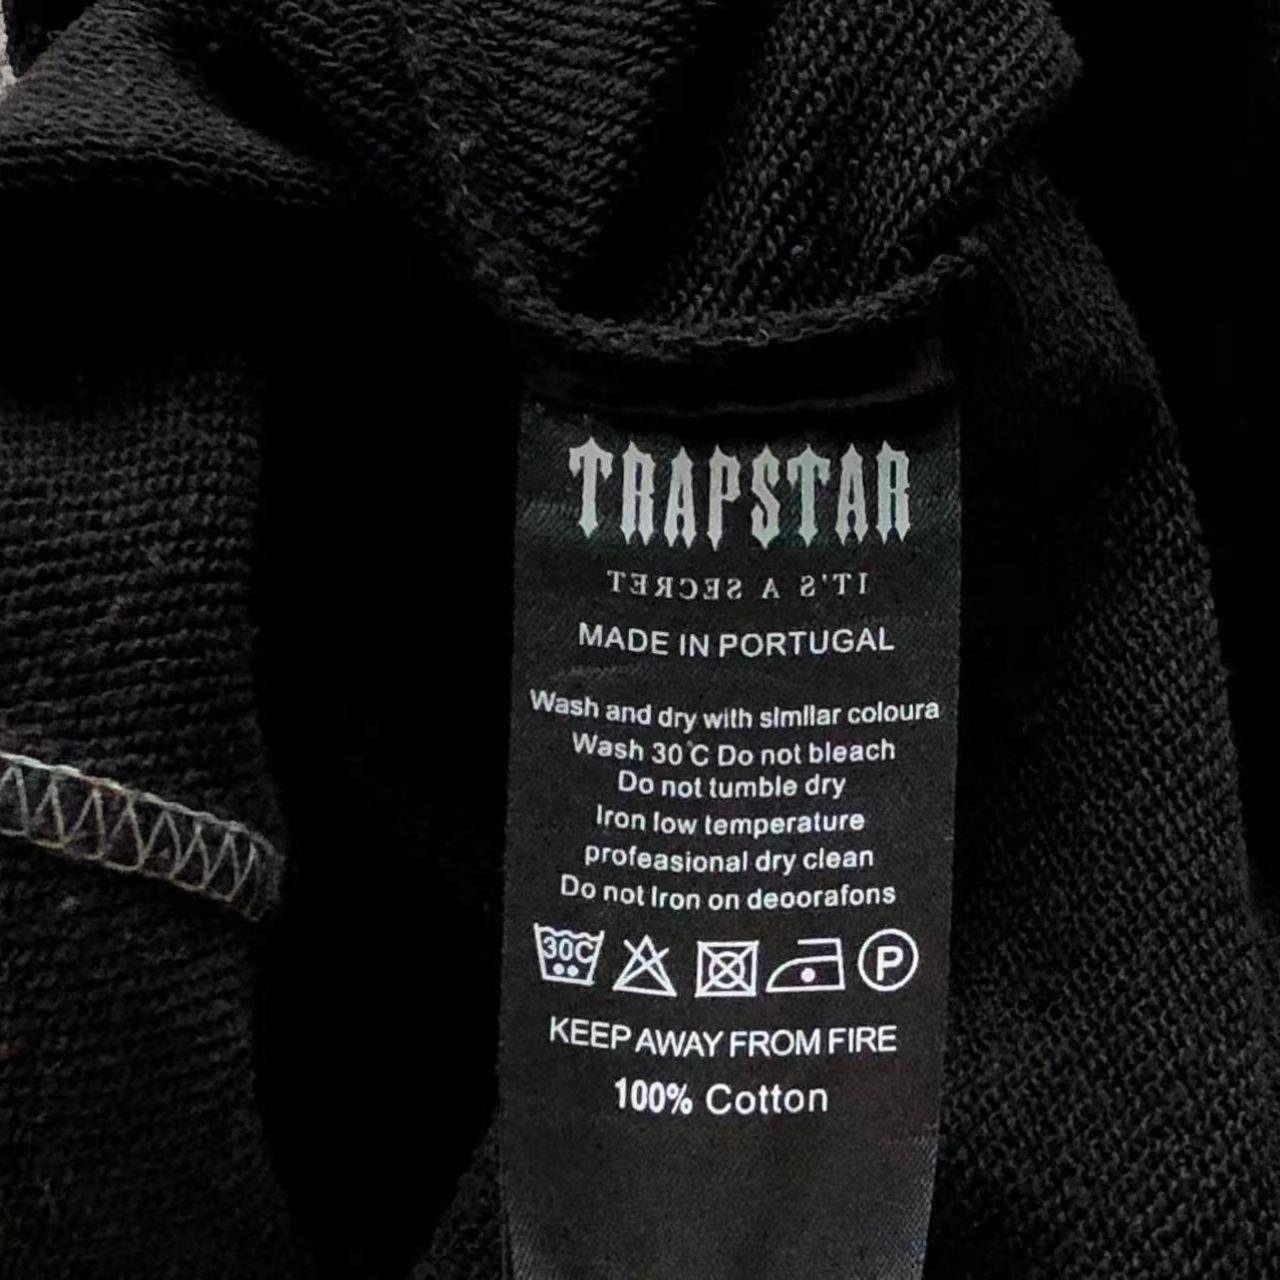 TRAPSTAR
IT'S A SECRET
MADE IN PORTUGAL
Wash and dry with simllar coloura
Wash 30°C Do not bleach
Do not tumble dry
Iron low temperature
profeasional dry clean
Do not Iron on deoorafons
30C P
KEEP AWAY FROM FIRE
100% Cotton